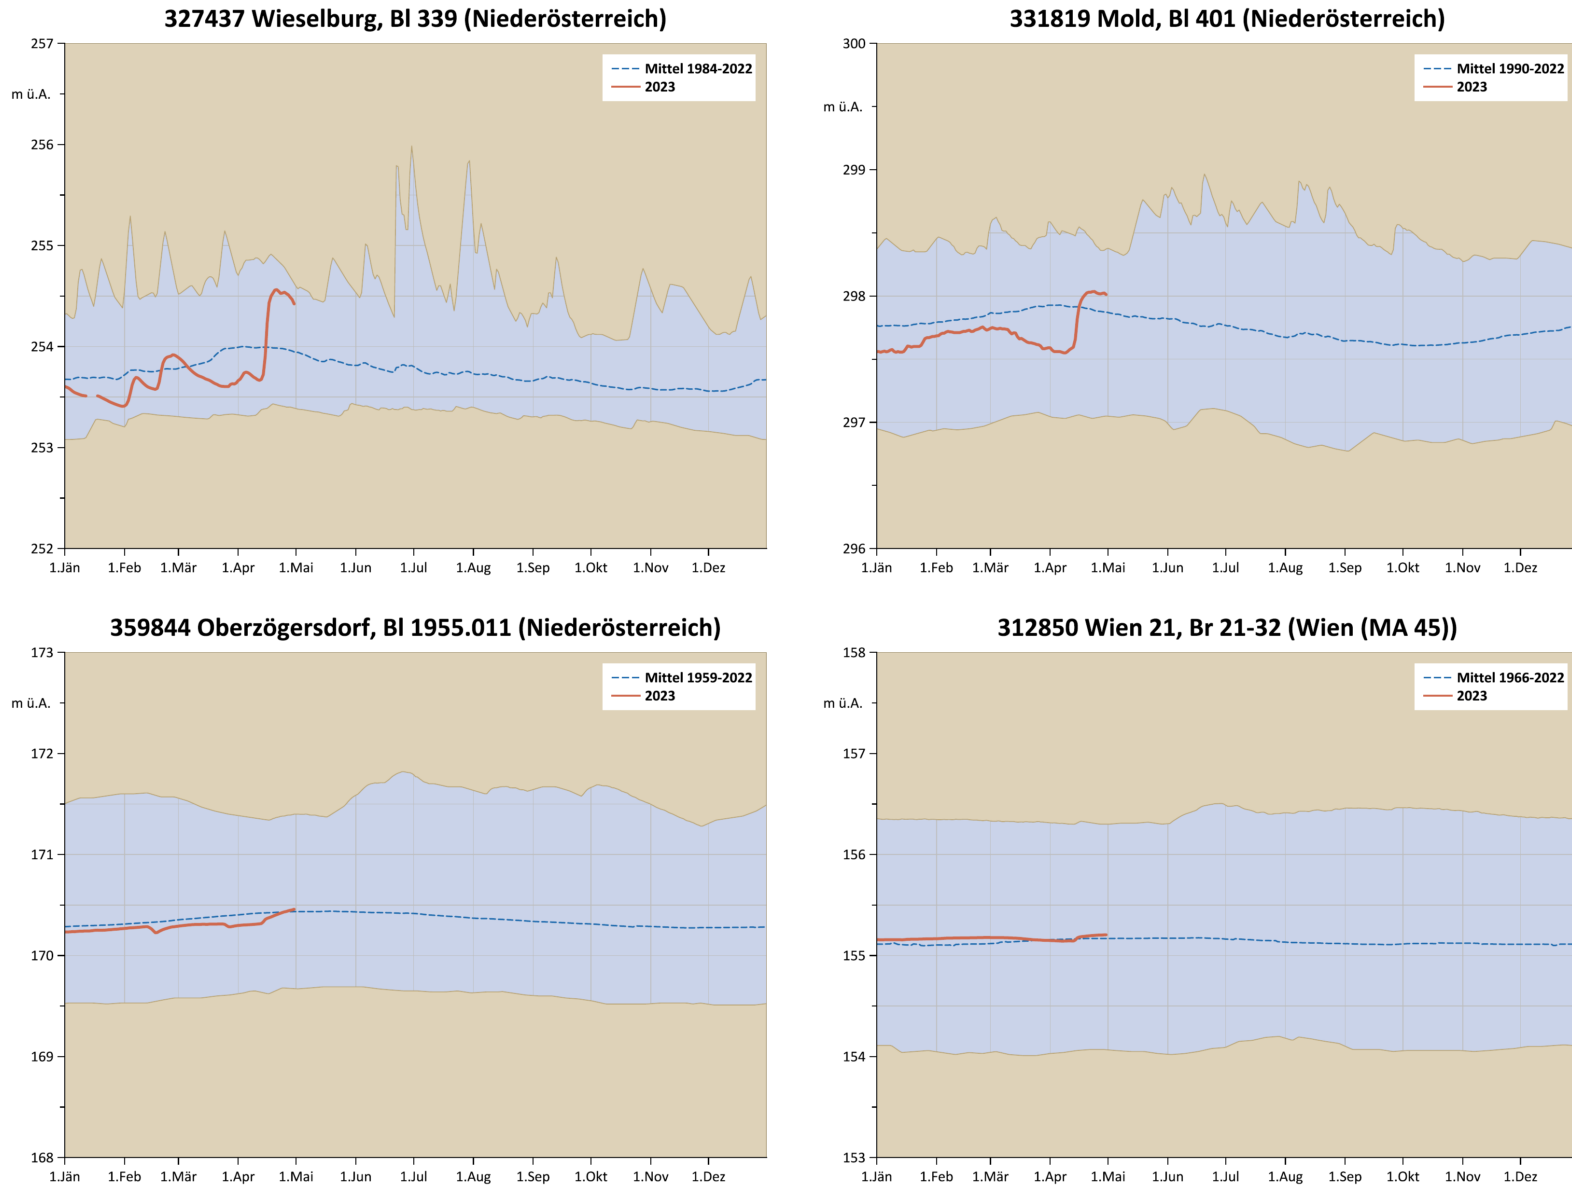 327437 Wieselburg, Bl 339 (Niederösterreich)
257
m ü.A.
256
255
254
253
252
Mittel 1984-2022
2023
1.Jän 1.Feb 1.Mär 1.Apr 1.Mai 1.Jun 1.Jul 1.Aug 1.Sep 1.Okt 1.Nov 1.Dez
331819 Mold, Bl 401 (Niederösterreich)
300
m ü.A.
299
298
297
296
Mittel 1990-2022
2023
1.Jän 1.Feb 1.Mär 1.Apr 1.Mai 1.Jun 1.Jul 1.Aug 1.Sep 1.Okt 1.Nov 1.Dez
359844 Oberzögersdorf, Bl 1955.011 (Niederösterreich)
173
m ü.A.
172
171
170
169
168
Mittel 1959-2022
2023
1.Jän 1.Feb 1.Mär 1.Apr 1.Mai 1.Jun 1.Jul 1.Aug 1.Sep 1.Okt 1.Nov 1.Dez
312850 Wien 21, Br 21-32 (Wien (MA 45))
158
m ü.A.
157
156
155
154
153
Mittel 1966-2022
2023
1.Jän 1.Feb 1.Mär 1.Apr 1.Mai 1.Jun 1.Jul 1.Aug 1.Sep 1.Okt 1.Nov 1.Dez